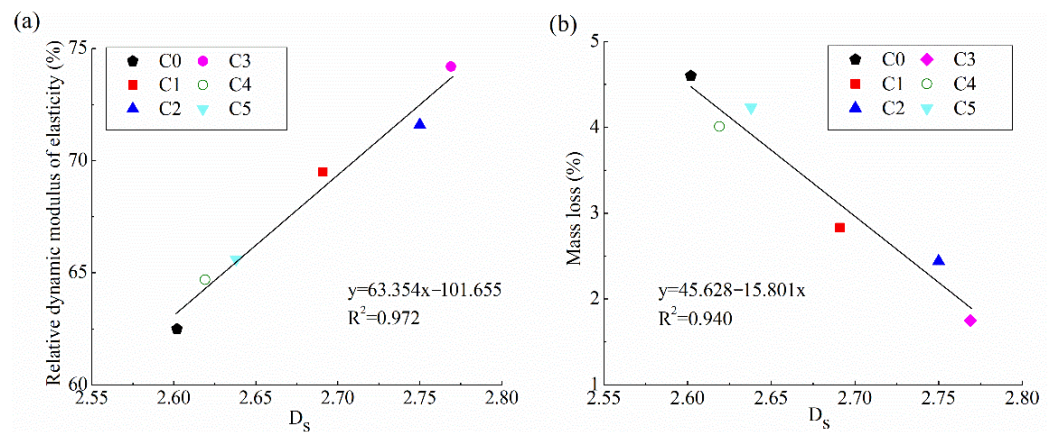 (a)
Relative dynamic modulus of elasticity (%)
75
70
65
60
C0 C3
C1 C4
C2 C5
y=63.354x−101.655
R²=0.972
2.55 2.60 2.65 2.70 2.75 2.80
D_S
(b)
Mass loss (%)
5
4
3
2
1
C0 C3
C1 C4
C2 C5
y=45.628−15.801x
R²=0.940
2.55 2.60 2.65 2.70 2.75 2.80
D_S